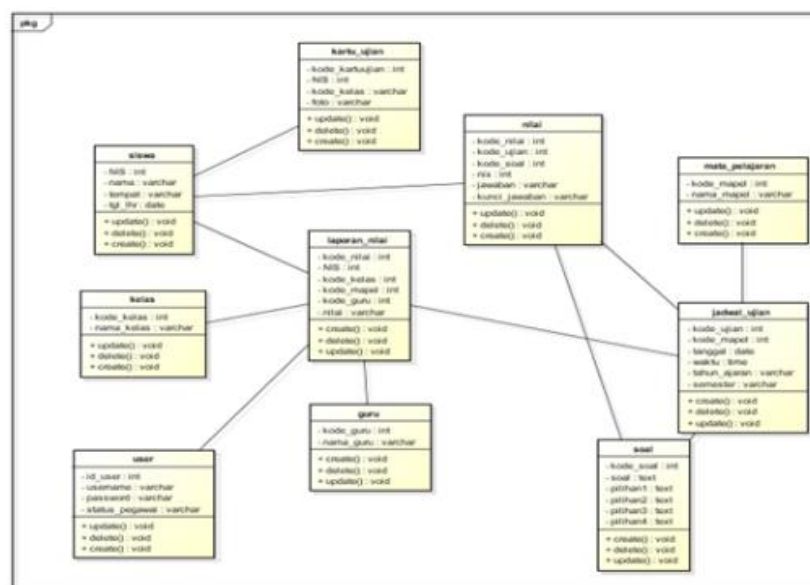 pkg
kartu_ujian
- kode_kartuujian : int
- NIS : int
- kode_kelas : varchar
- foto : varchar
+ update() : void
+ delete() : void
+ create() : void
nilai
- kode_nilai : int
- kode_ujian : int
- kode_soal : int
- nis : int
- jawaban : varchar
- kunci_jawaban : varchar
+ update() : void
+ delete() : void
+ create() : void
siswa
- NIS : int
- nama : varchar
- tempat : varchar
- tgl_lhr : date
+ update() : void
+ delete() : void
+ create() : void
mata_pelajaran
- kode_mapel : int
- nama_mapel : varchar
+ update() : void
+ delete() : void
+ create() : void
laporan_nilai
- kode_nilai : int
- NIS : int
- kode_kelas : int
- kode_mapel : int
- kode_guru : int
- nilai : varchar
+ create() : void
+ delete() : void
+ update() : void
kelas
- kode_kelas : int
- nama_kelas : varchar
+ update() : void
+ delete() : void
+ create() : void
jadwal_ujian
- kode_ujian : int
- kode_mapel : int
- tanggal : date
- waktu : time
- tahun_ajaran : varchar
- semester : varchar
+ create() : void
+ delete() : void
+ update() : void
guru
- kode_guru : int
- nama_guru : varchar
+ create() : void
+ delete() : void
+ update() : void
user
- id_user : int
- username : varchar
- password : varchar
- status_pegawai : varchar
+ update() : void
+ delete() : void
+ create() : void
soal
- kode_soal : int
- soal : text
- pilihan1 : text
- pilihan2 : text
- pilihan3 : text
- pilihan4 : text
+ create() : void
+ delete() : void
+ update() : void